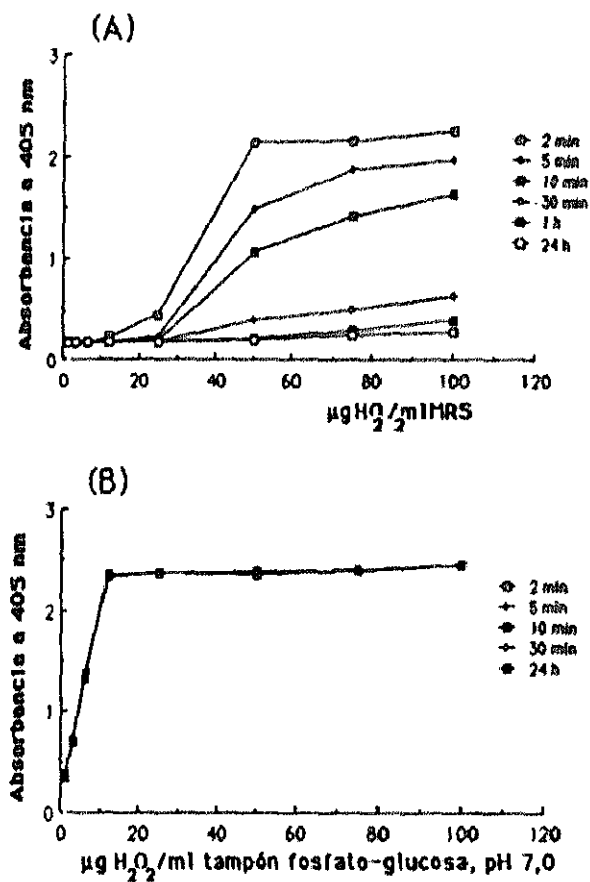 (A)
Absorbancia a 405 nm
3
2
1
0
0 20 40 60 80 100 120
µg H2O2/ml MRS
2 min
5 min
10 min
30 min
1 h
24 h
(B)
Absorbancia a 405 nm
3
2
1
0
0 20 40 60 80 100 120
µg H2O2/ml tampón fosfato-glucosa, pH 7,0
2 min
5 min
10 min
30 min
24 h